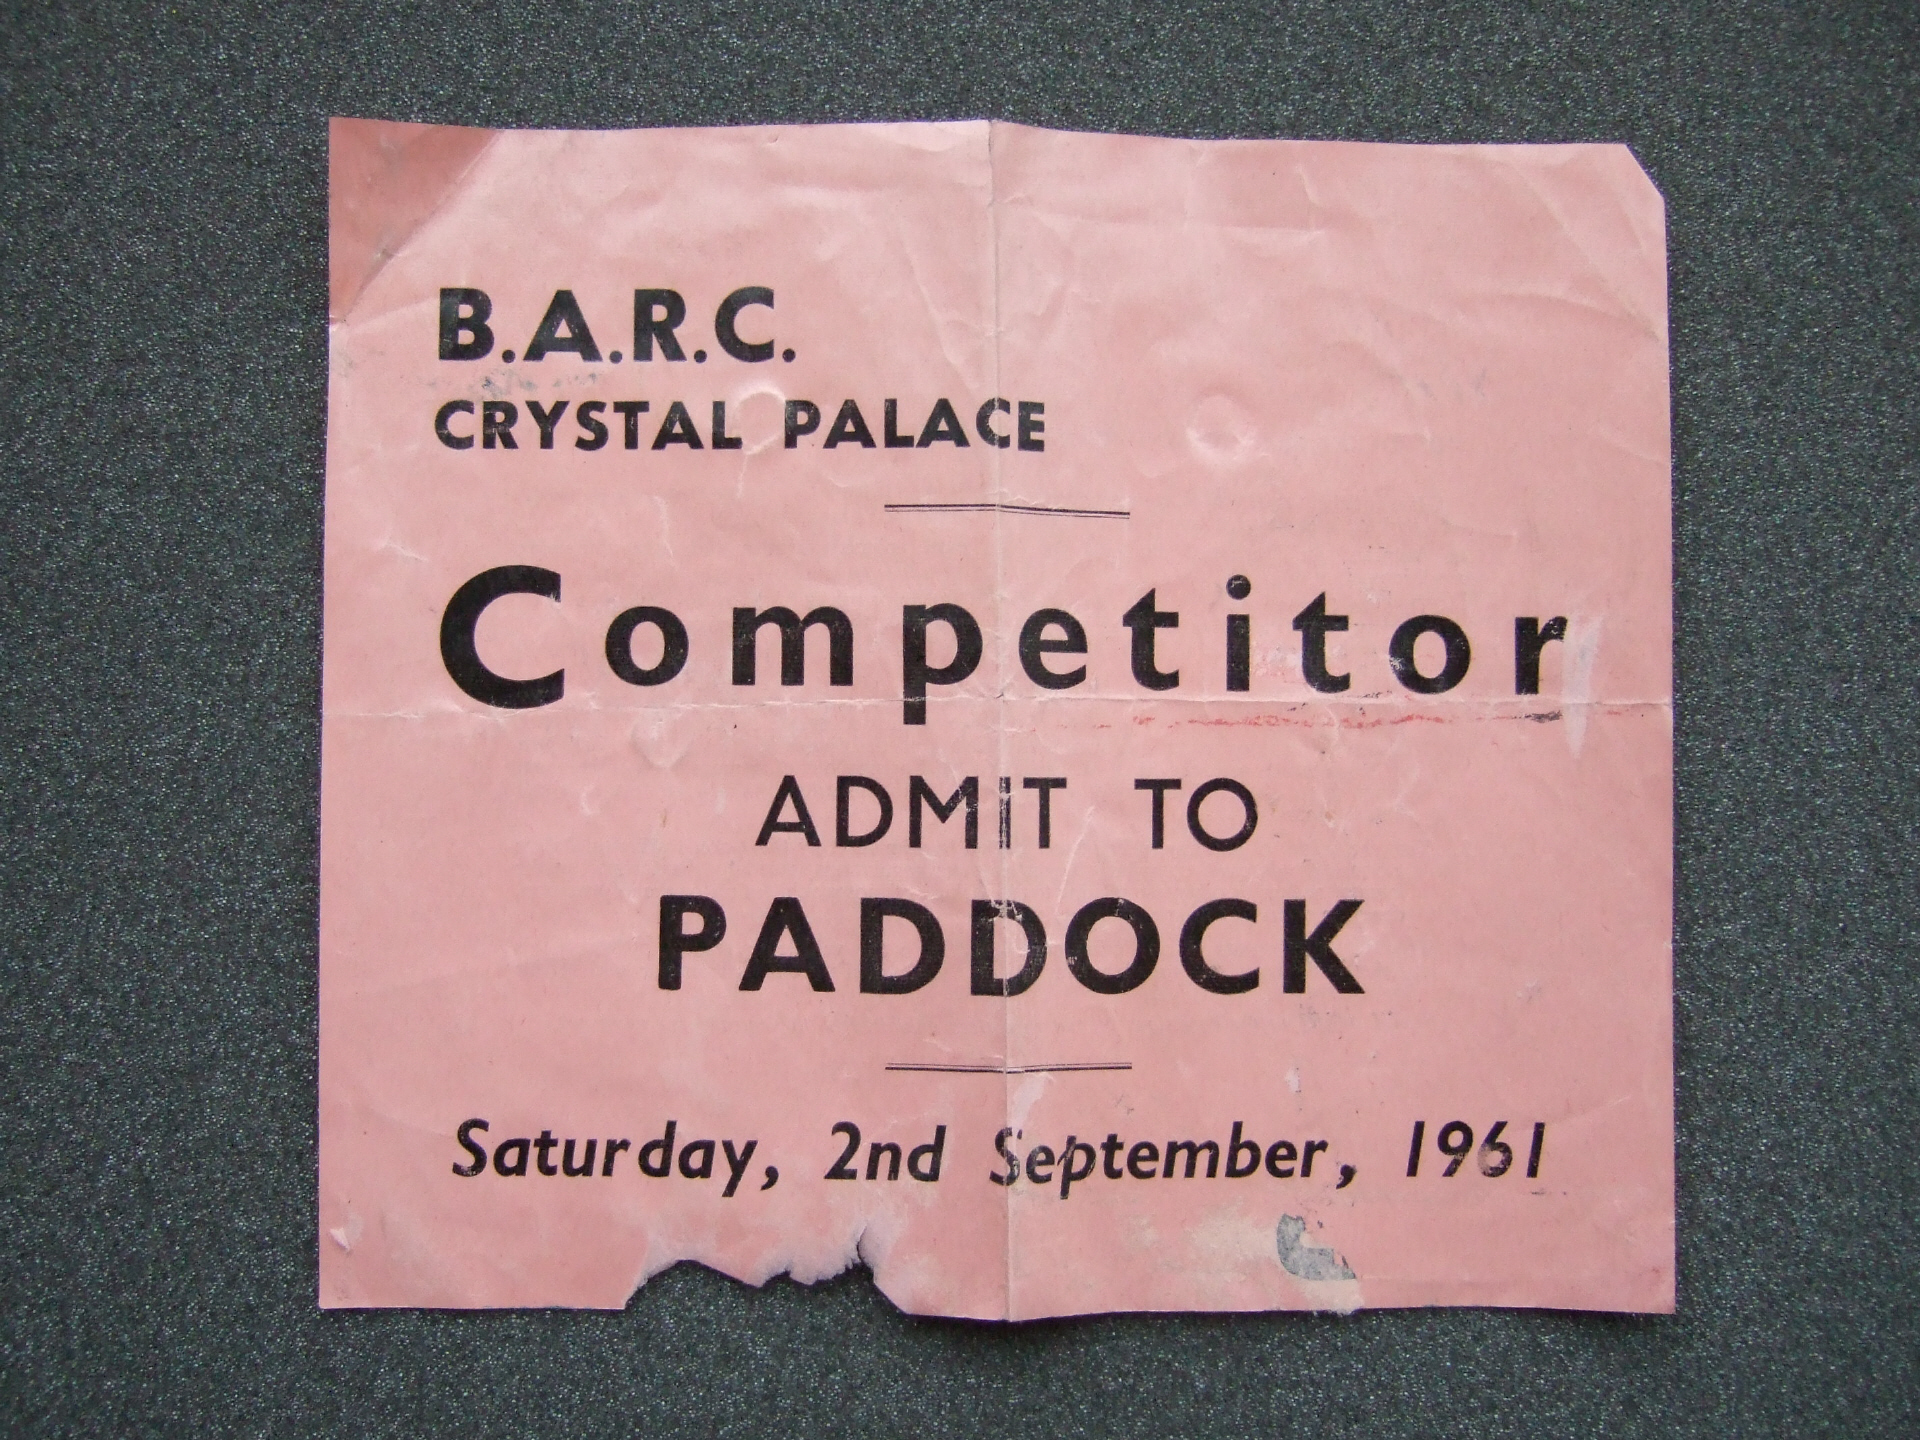 B.A.R.C.
CRYSTAL PALACE
Competitor
ADMIT TO
PADDOCK
Saturday, 2nd September, 1961